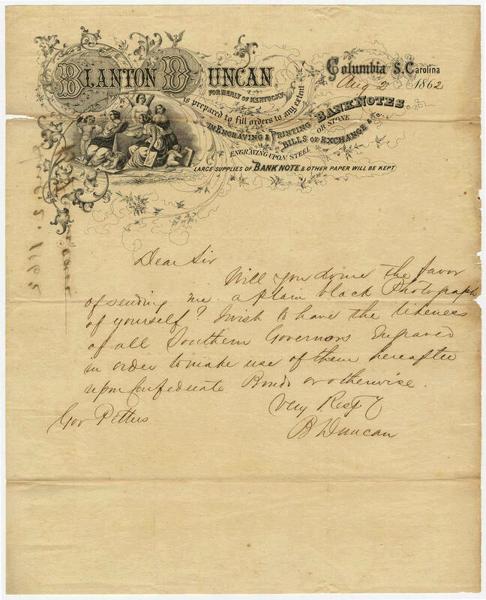 BLANTON DUNCAN
FORMERLY OF KENTUCKY,
is prepared to fill orders to any extent
IN ENGRAVING & PRINTING
BANK NOTES,
ON STONE
BILLS OF EXCHANGE &c.
ENGRAVING UPON STEEL
LARGE SUPPLIES OF BANK NOTE & OTHER PAPER WILL BE KEPT
Columbia S. Carolina
Aug 2 1862
Dear Sir
Will you do me the favor
of sending me a plain black Photograph
of yourself? I wish to have the likeness
of all Southern Governors Engraved
in order to make use of them hereafter
upon Confederate Bonds or otherwise
Very Respy
B Duncan
Gov Pettus